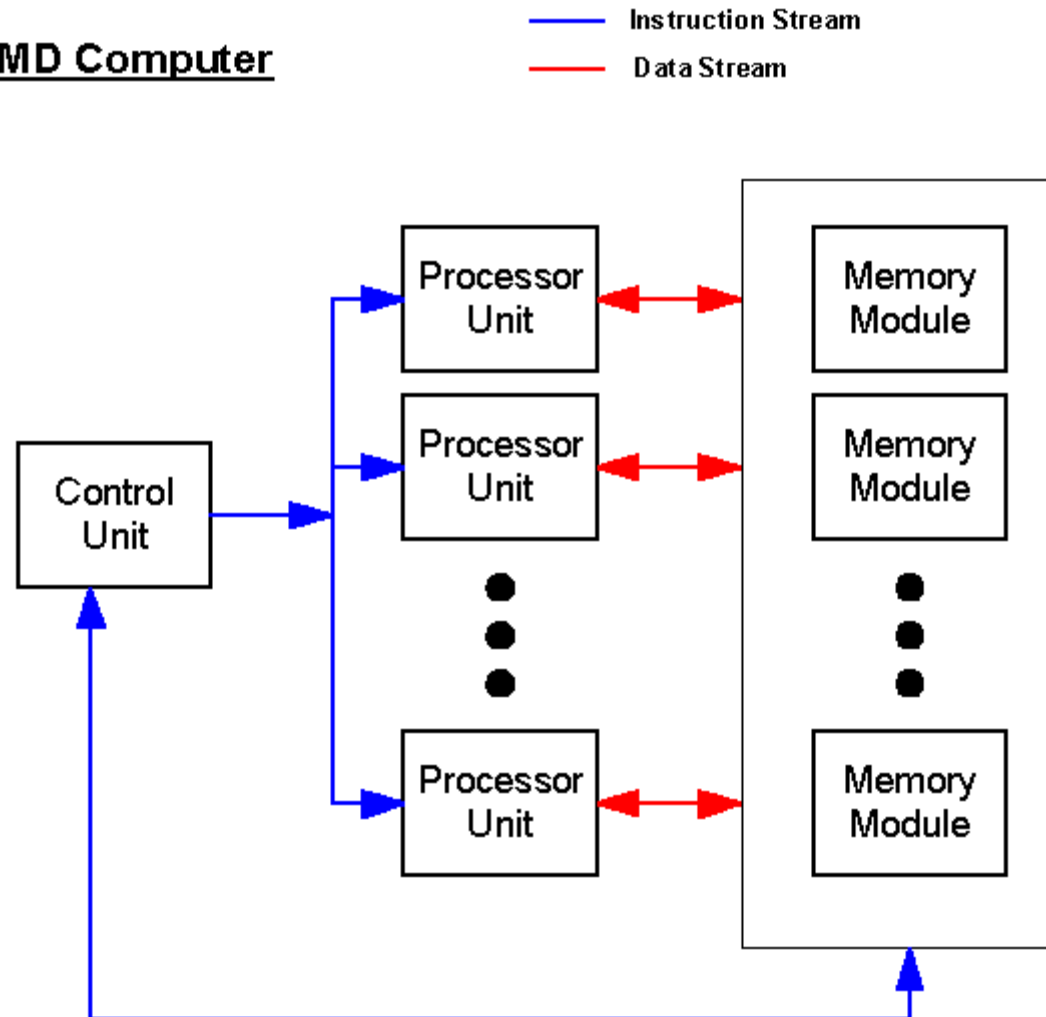 Instruction Stream
MD Computer
Data Stream
Processor
Unit
Memory
Module
Processor
Unit
Memory
Module
Control
Unit
Processor
Unit
Memory
Module